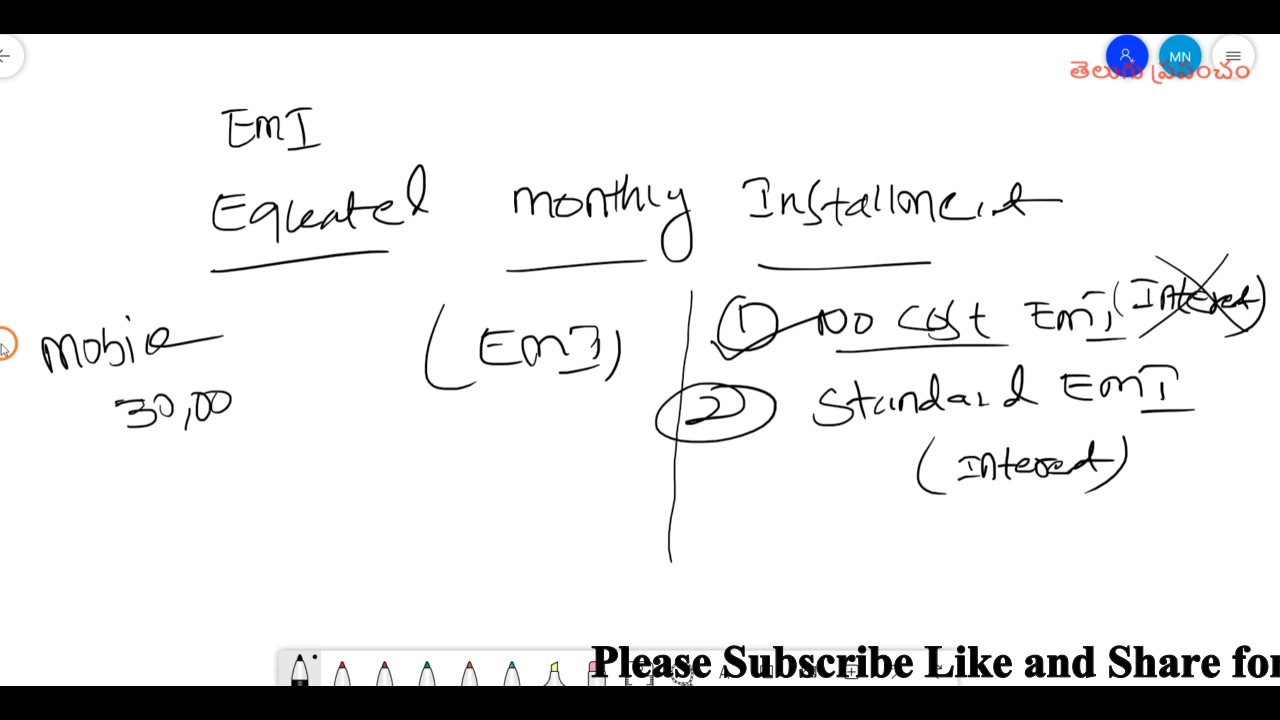 MN
తెలుగు ప్రపంచం
EMI
Equated monthly Installment
mobile
30,00
(EMI)
① No cost EMI (Interest)
② Standard EMI
(Interest)
Please Subscribe Like and Share for